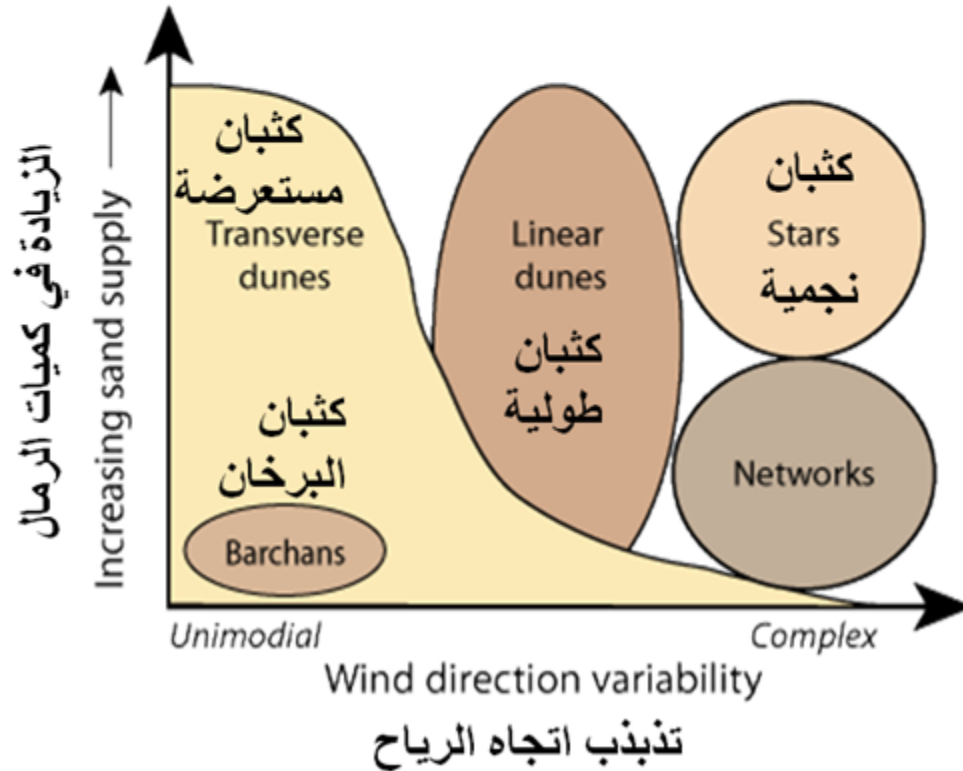 الزيادة في كميات الرمال
Increasing sand supply
كثبان
مستعرضة
Transverse
dunes
كثبان
البرخان
Barchans
Linear
dunes
كثبان
طولية
كثبان
Stars
نجمية
Networks
Unimodial
Complex
Wind direction variability
تذبذب اتجاه الرياح